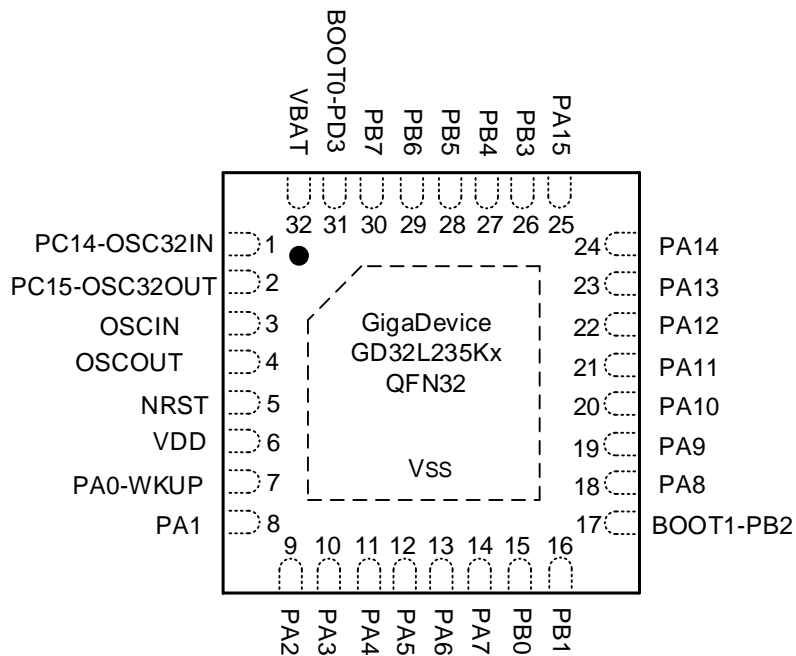 VBAT
BOOT0-PD3
PB7
PB6
PB5
PB4
PB3
PA15
32 31 30 29 28 27 26 25
PC14-OSC32IN 1
PC15-OSC32OUT 2
OSCIN 3
OSCOUT 4
NRST 5
VDD 6
PA0-WKUP 7
PA1 8
GigaDevice
GD32L235Kx
QFN32
VSS
24 PA14
23 PA13
22 PA12
21 PA11
20 PA10
19 PA9
18 PA8
17 BOOT1-PB2
9 10 11 12 13 14 15 16
PA2
PA3
PA4
PA5
PA6
PA7
PB0
PB1